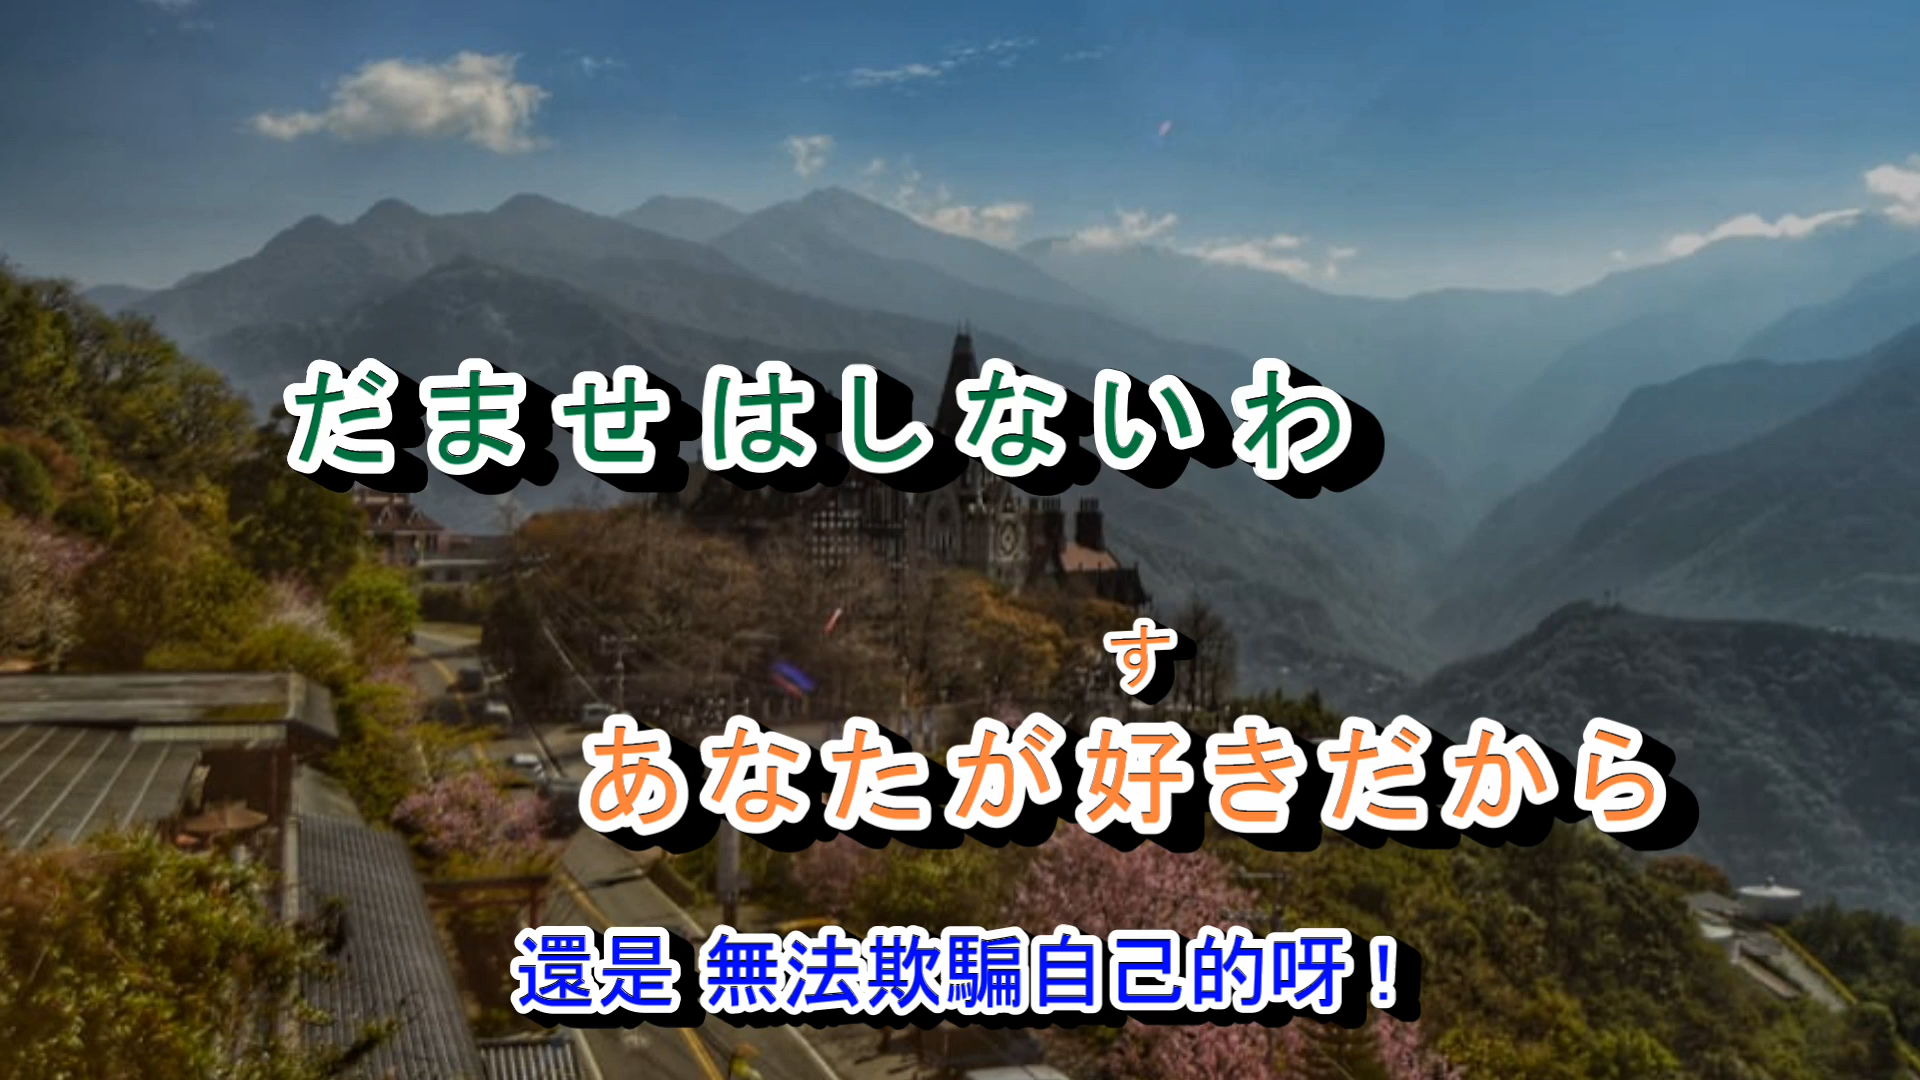 だませはしないわ
す
あなたが好きだから
還是 無法欺騙自己的呀！